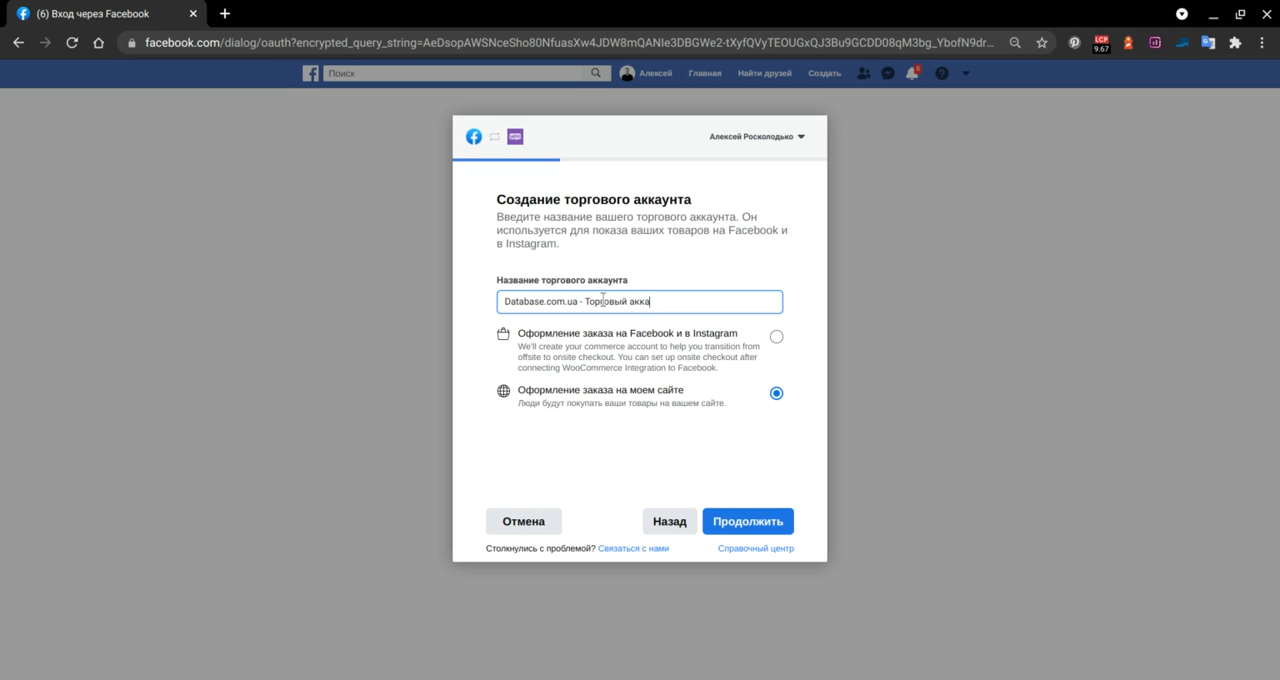 (6) Вход через Facebook
facebook.com/dialog/oauth?encrypted_query_string=AeDsopAWSNceSho80NfuasXw4JDW8mQANIe3DBGWe2-tXyfQVyTEOUGxQJ3Bu9GCDD08qM3bg_YbofN9dr...
LCP
9.67
Поиск
Алексей
Главная
Найти друзей
Создать
6
Алексей Росколодько
Создание торгового аккаунта
Введите название вашего торгового аккаунта. Он
используется для показа ваших товаров на Facebook и
в Instagram.
Название торгового аккаунта
Database.com.ua - Торговый акка
Оформление заказа на Facebook и в Instagram
We'll create your commerce account to help you transition from
offsite to onsite checkout. You can set up onsite checkout after
connecting WooCommerce Integration to Facebook.
Оформление заказа на моем сайте
Люди будут покупать ваши товары на вашем сайте.
Отмена
Назад
Продолжить
Столкнулись с проблемой? Связаться с нами
Справочный центр